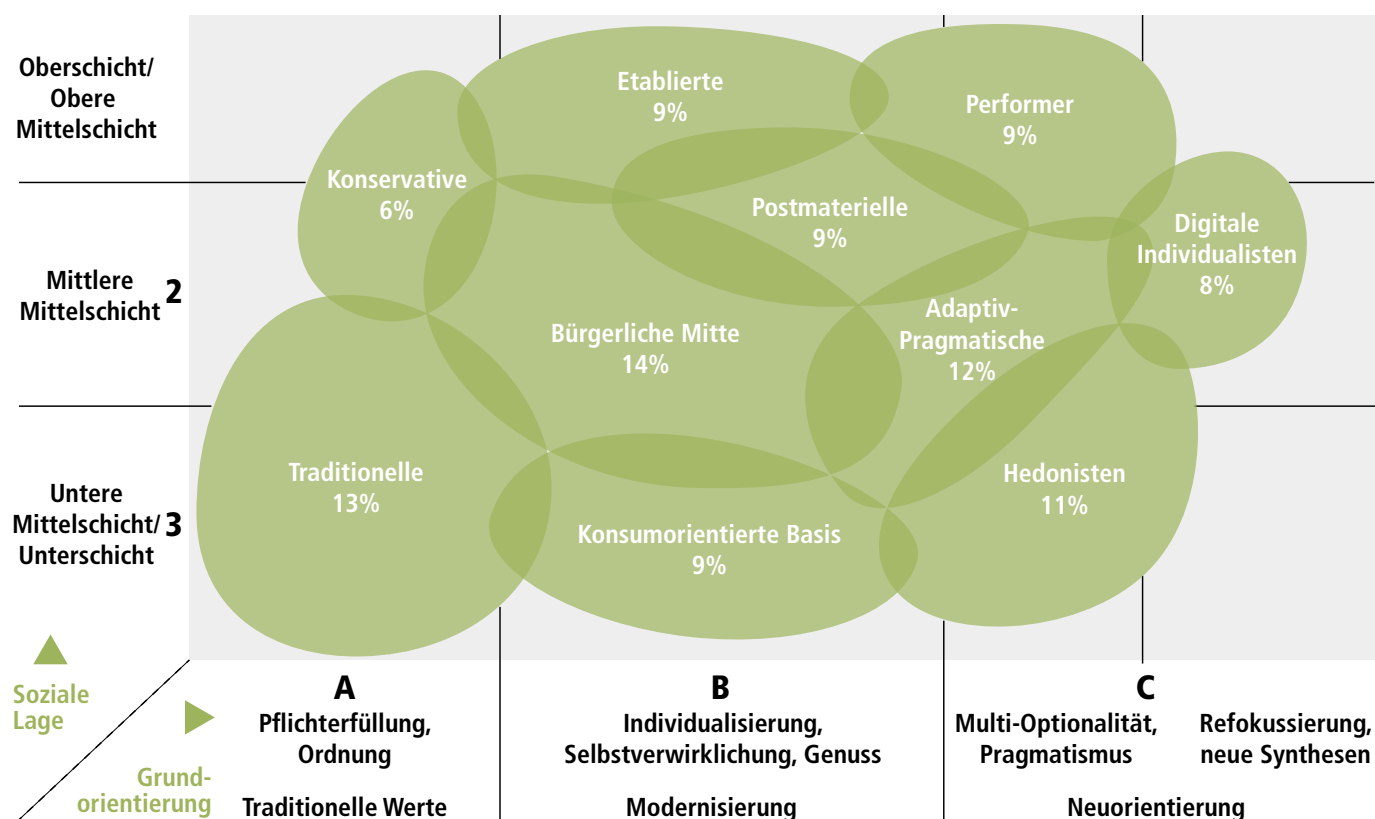 Oberschicht/
Obere
Mittelschicht
Etablierte
9%
Performer
9%
Konservative
6%
Postmaterielle
9%
Digitale
Individualisten
8%
Mittlere
Mittelschicht
2
Bürgerliche Mitte
14%
Adaptiv-
Pragmatische
12%
Untere
Mittelschicht/
Unterschicht
3
Traditionelle
13%
Konsumorientierte Basis
9%
Hedonisten
11%
Soziale
Lage
Grund-
orientierung
A
Pflichterfüllung,
Ordnung
Traditionelle Werte
B
Individualisierung,
Selbstverwirklichung, Genuss
Modernisierung
C
Multi-Optionalität,
Pragmatismus
Refokussierung,
neue Synthesen
Neuorientierung